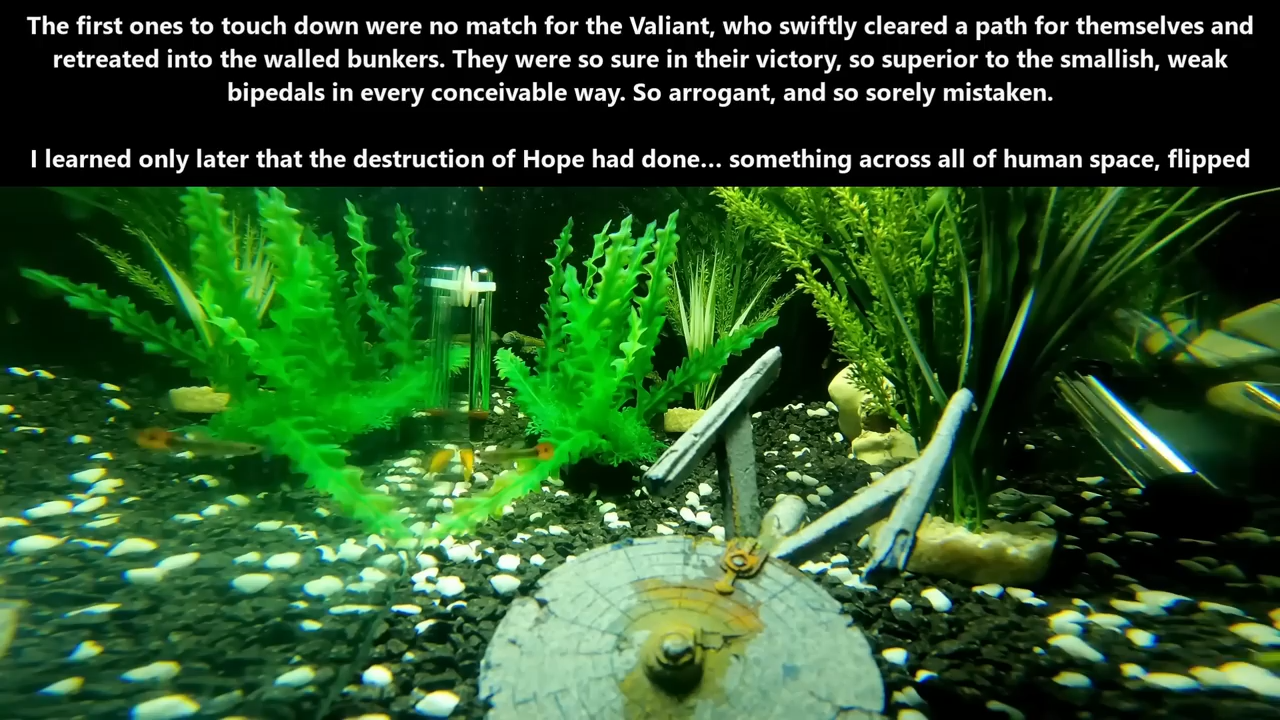 The first ones to touch down were no match for the Valiant, who swiftly cleared a path for themselves and
retreated into the walled bunkers. They were so sure in their victory, so superior to the smallish, weak
bipedals in every conceivable way. So arrogant, and so sorely mistaken.
I learned only later that the destruction of Hope had done... something across all of human space, flipped